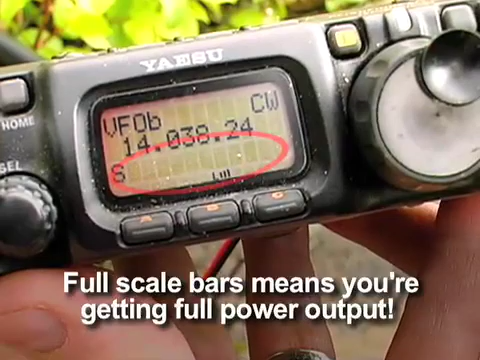 YAESU
HOME
VFOb CW
14.038.24
S
SEL
A B C
Full scale bars means you're
getting full power output!